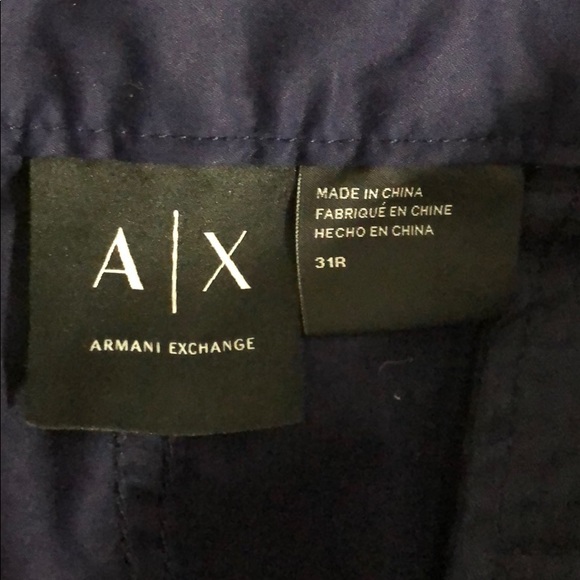 A|X
ARMANI EXCHANGE
MADE IN CHINA
FABRIQUÉ EN CHINE
HECHO EN CHINA
31R